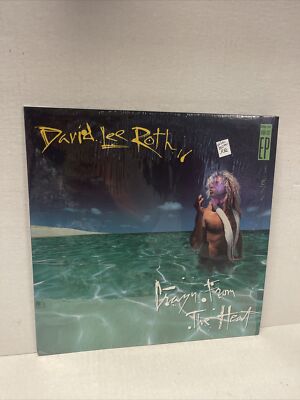 David Lee Roth
EP
Crazy From
The Heat